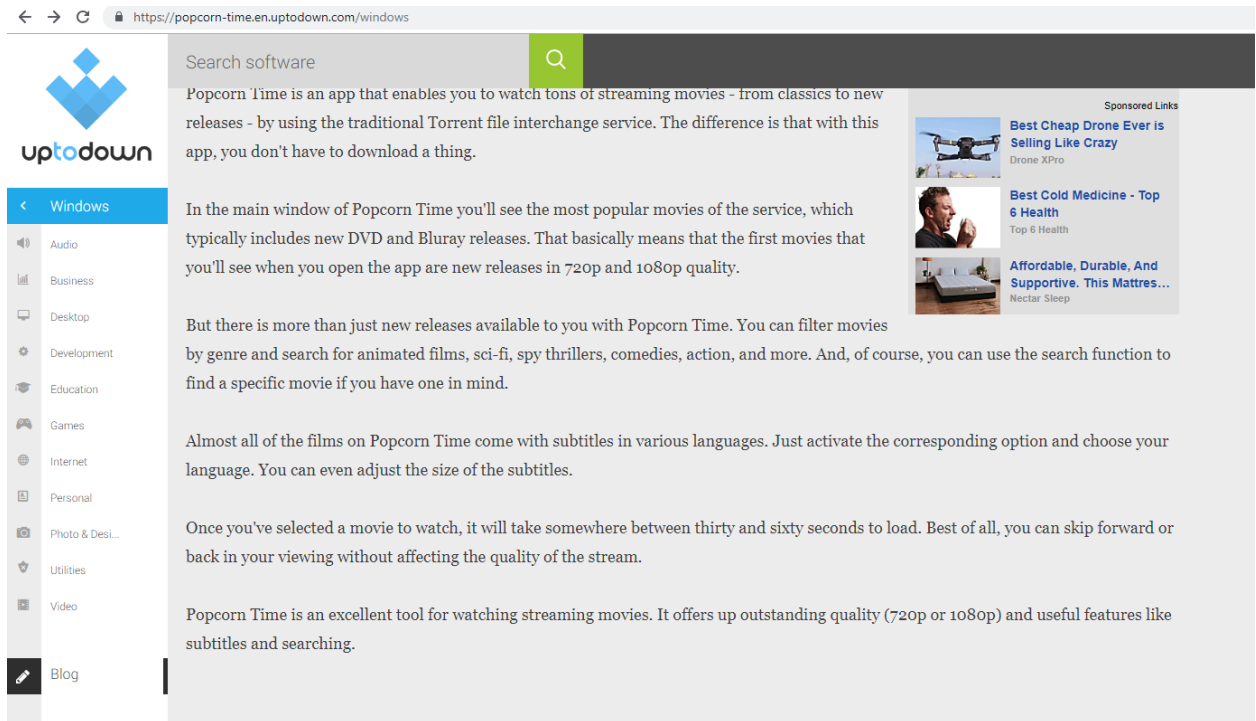 https://popcorn-time.en.uptodown.com/windows
uptodown
Search software
Windows
Audio
Business
Desktop
Development
Education
Games
Internet
Personal
Photo & Desi...
Utilities
Video
Blog
Popcorn Time is an app that enables you to watch tons of streaming movies - from classics to new
releases - by using the traditional Torrent file interchange service. The difference is that with this
app, you don't have to download a thing.
In the main window of Popcorn Time you'll see the most popular movies of the service, which
typically includes new DVD and Bluray releases. That basically means that the first movies that
you'll see when you open the app are new releases in 720p and 1080p quality.
But there is more than just new releases available to you with Popcorn Time. You can filter movies
by genre and search for animated films, sci-fi, spy thrillers, comedies, action, and more. And, of course, you can use the search function to
find a specific movie if you have one in mind.
Almost all of the films on Popcorn Time come with subtitles in various languages. Just activate the corresponding option and choose your
language. You can even adjust the size of the subtitles.
Once you've selected a movie to watch, it will take somewhere between thirty and sixty seconds to load. Best of all, you can skip forward or
back in your viewing without affecting the quality of the stream.
Popcorn Time is an excellent tool for watching streaming movies. It offers up outstanding quality (720p or 1080p) and useful features like
subtitles and searching.
Sponsored Links
Best Cheap Drone Ever is
Selling Like Crazy
Drone XPro
Best Cold Medicine - Top
6 Health
Top 6 Health
Affordable, Durable, And
Supportive. This Mattres...
Nectar Sleep